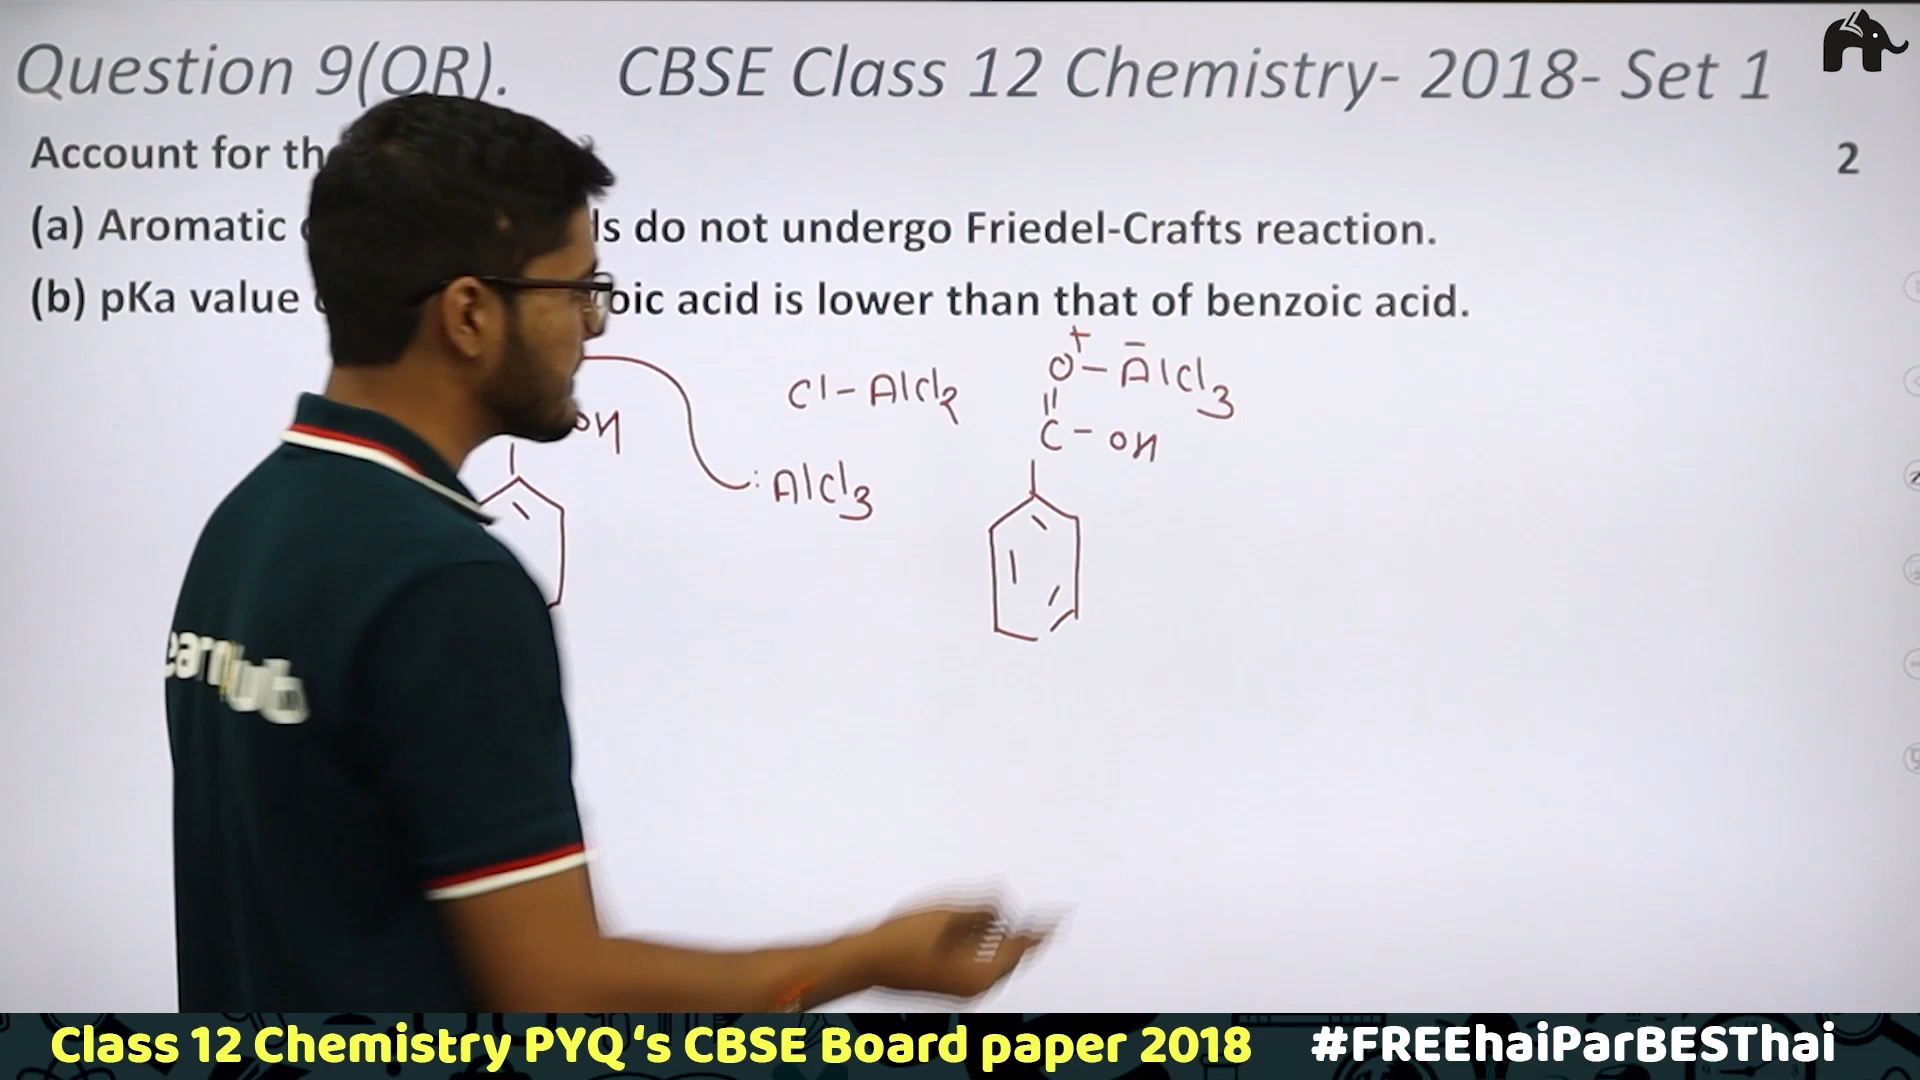 Question 9(OR). CBSE Class 12 Chemistry- 2018- Set 1
Account for th 2
(a) Aromatic ls do not undergo Friedel-Crafts reaction.
(b) pKa value oic acid is lower than that of benzoic acid.
Cl-AlCl2
O+ - -AlCl3
OH
C - OH
:AlCl3
earn ub
Class 12 Chemistry PYQ‘s CBSE Board paper 2018 #FREEhaiParBESThai